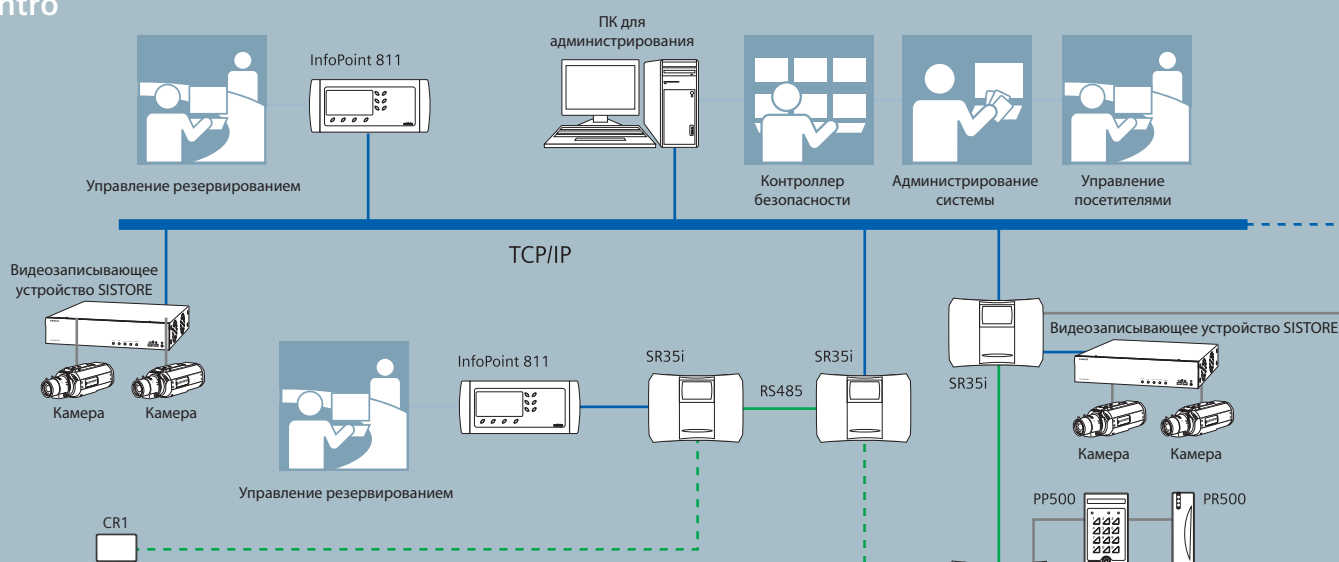 ntro
ПК для
администрирования
InfoPoint 811
Управление резервированием
Контроллер
безопасности
Администрирование
системы
Управление
посетителями
TCP/IP
Видеозаписывающее
устройство SISTORE
Камера
Камера
InfoPoint 811
SR35i
RS485
SR35i
SR35i
Видеозаписывающее устройство SISTORE
Камера
Камера
Управление резервированием
CR1
PP500
PR500